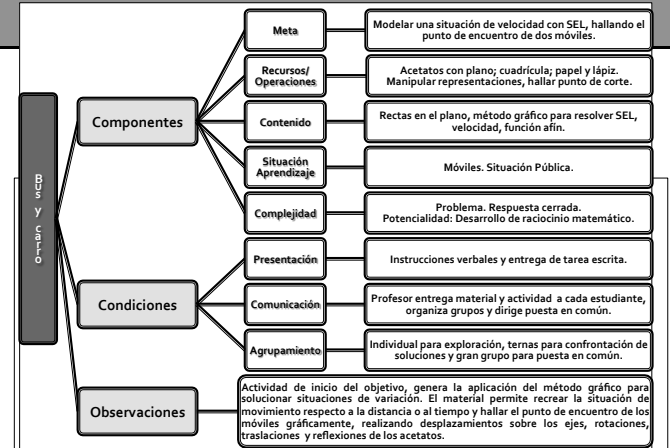 Bus y carro
Componentes
Meta
Modelar una situación de velocidad con SEL, hallando el
punto de encuentro de dos móviles.
Recursos/
Operaciones
Acetatos con plano; cuadrícula; papel y lápiz.
Manipular representaciones, hallar punto de corte.
Contenido
Rectas en el plano, método gráfico para resolver SEL,
velocidad, función afín.
Situación
Aprendizaje
Móviles. Situación Pública.
Complejidad
Problema. Respuesta cerrada.
Potencialidad: Desarrollo de raciocinio matemático.
Condiciones
Presentación
Instrucciones verbales y entrega de tarea escrita.
Comunicación
Profesor entrega material y actividad a cada estudiante,
organiza grupos y dirige puesta en común.
Agrupamiento
Individual para exploración, ternas para confrontación de
soluciones y gran grupo para puesta en común.
Observaciones
Actividad de inicio del objetivo, genera la aplicación del método gráfico para
solucionar situaciones de variación. El material permite recrear la situación de
movimiento respecto a la distancia o al tiempo y hallar el punto de encuentro de los
móviles gráficamente, realizando desplazamientos sobre los ejes, rotaciones,
traslaciones y reflexiones de los acetatos.